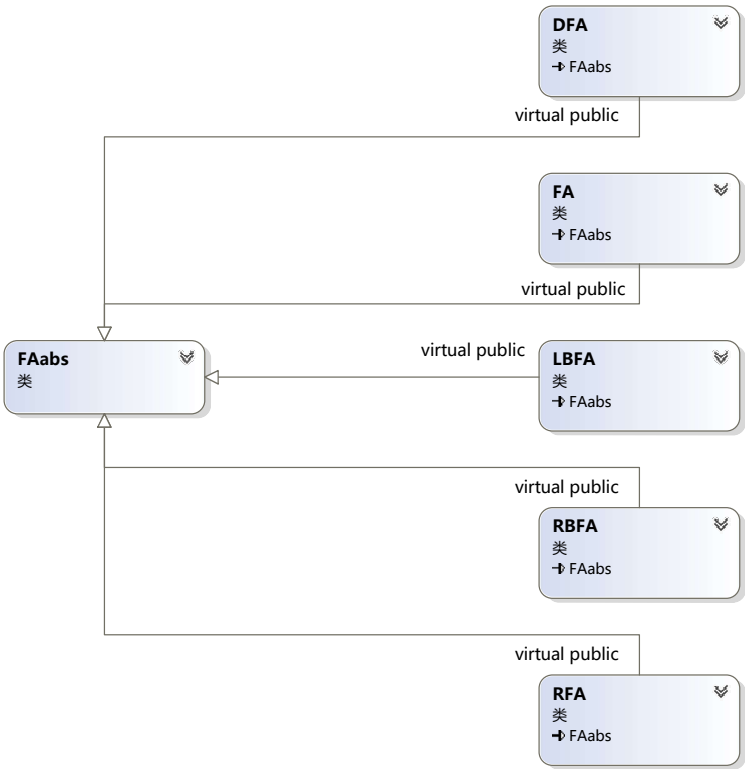 DFA
类
FAabs
virtual public
FA
类
FAabs
virtual public
FAabs
类
virtual public
LBFA
类
FAabs
virtual public
RBFA
类
FAabs
virtual public
RFA
类
FAabs